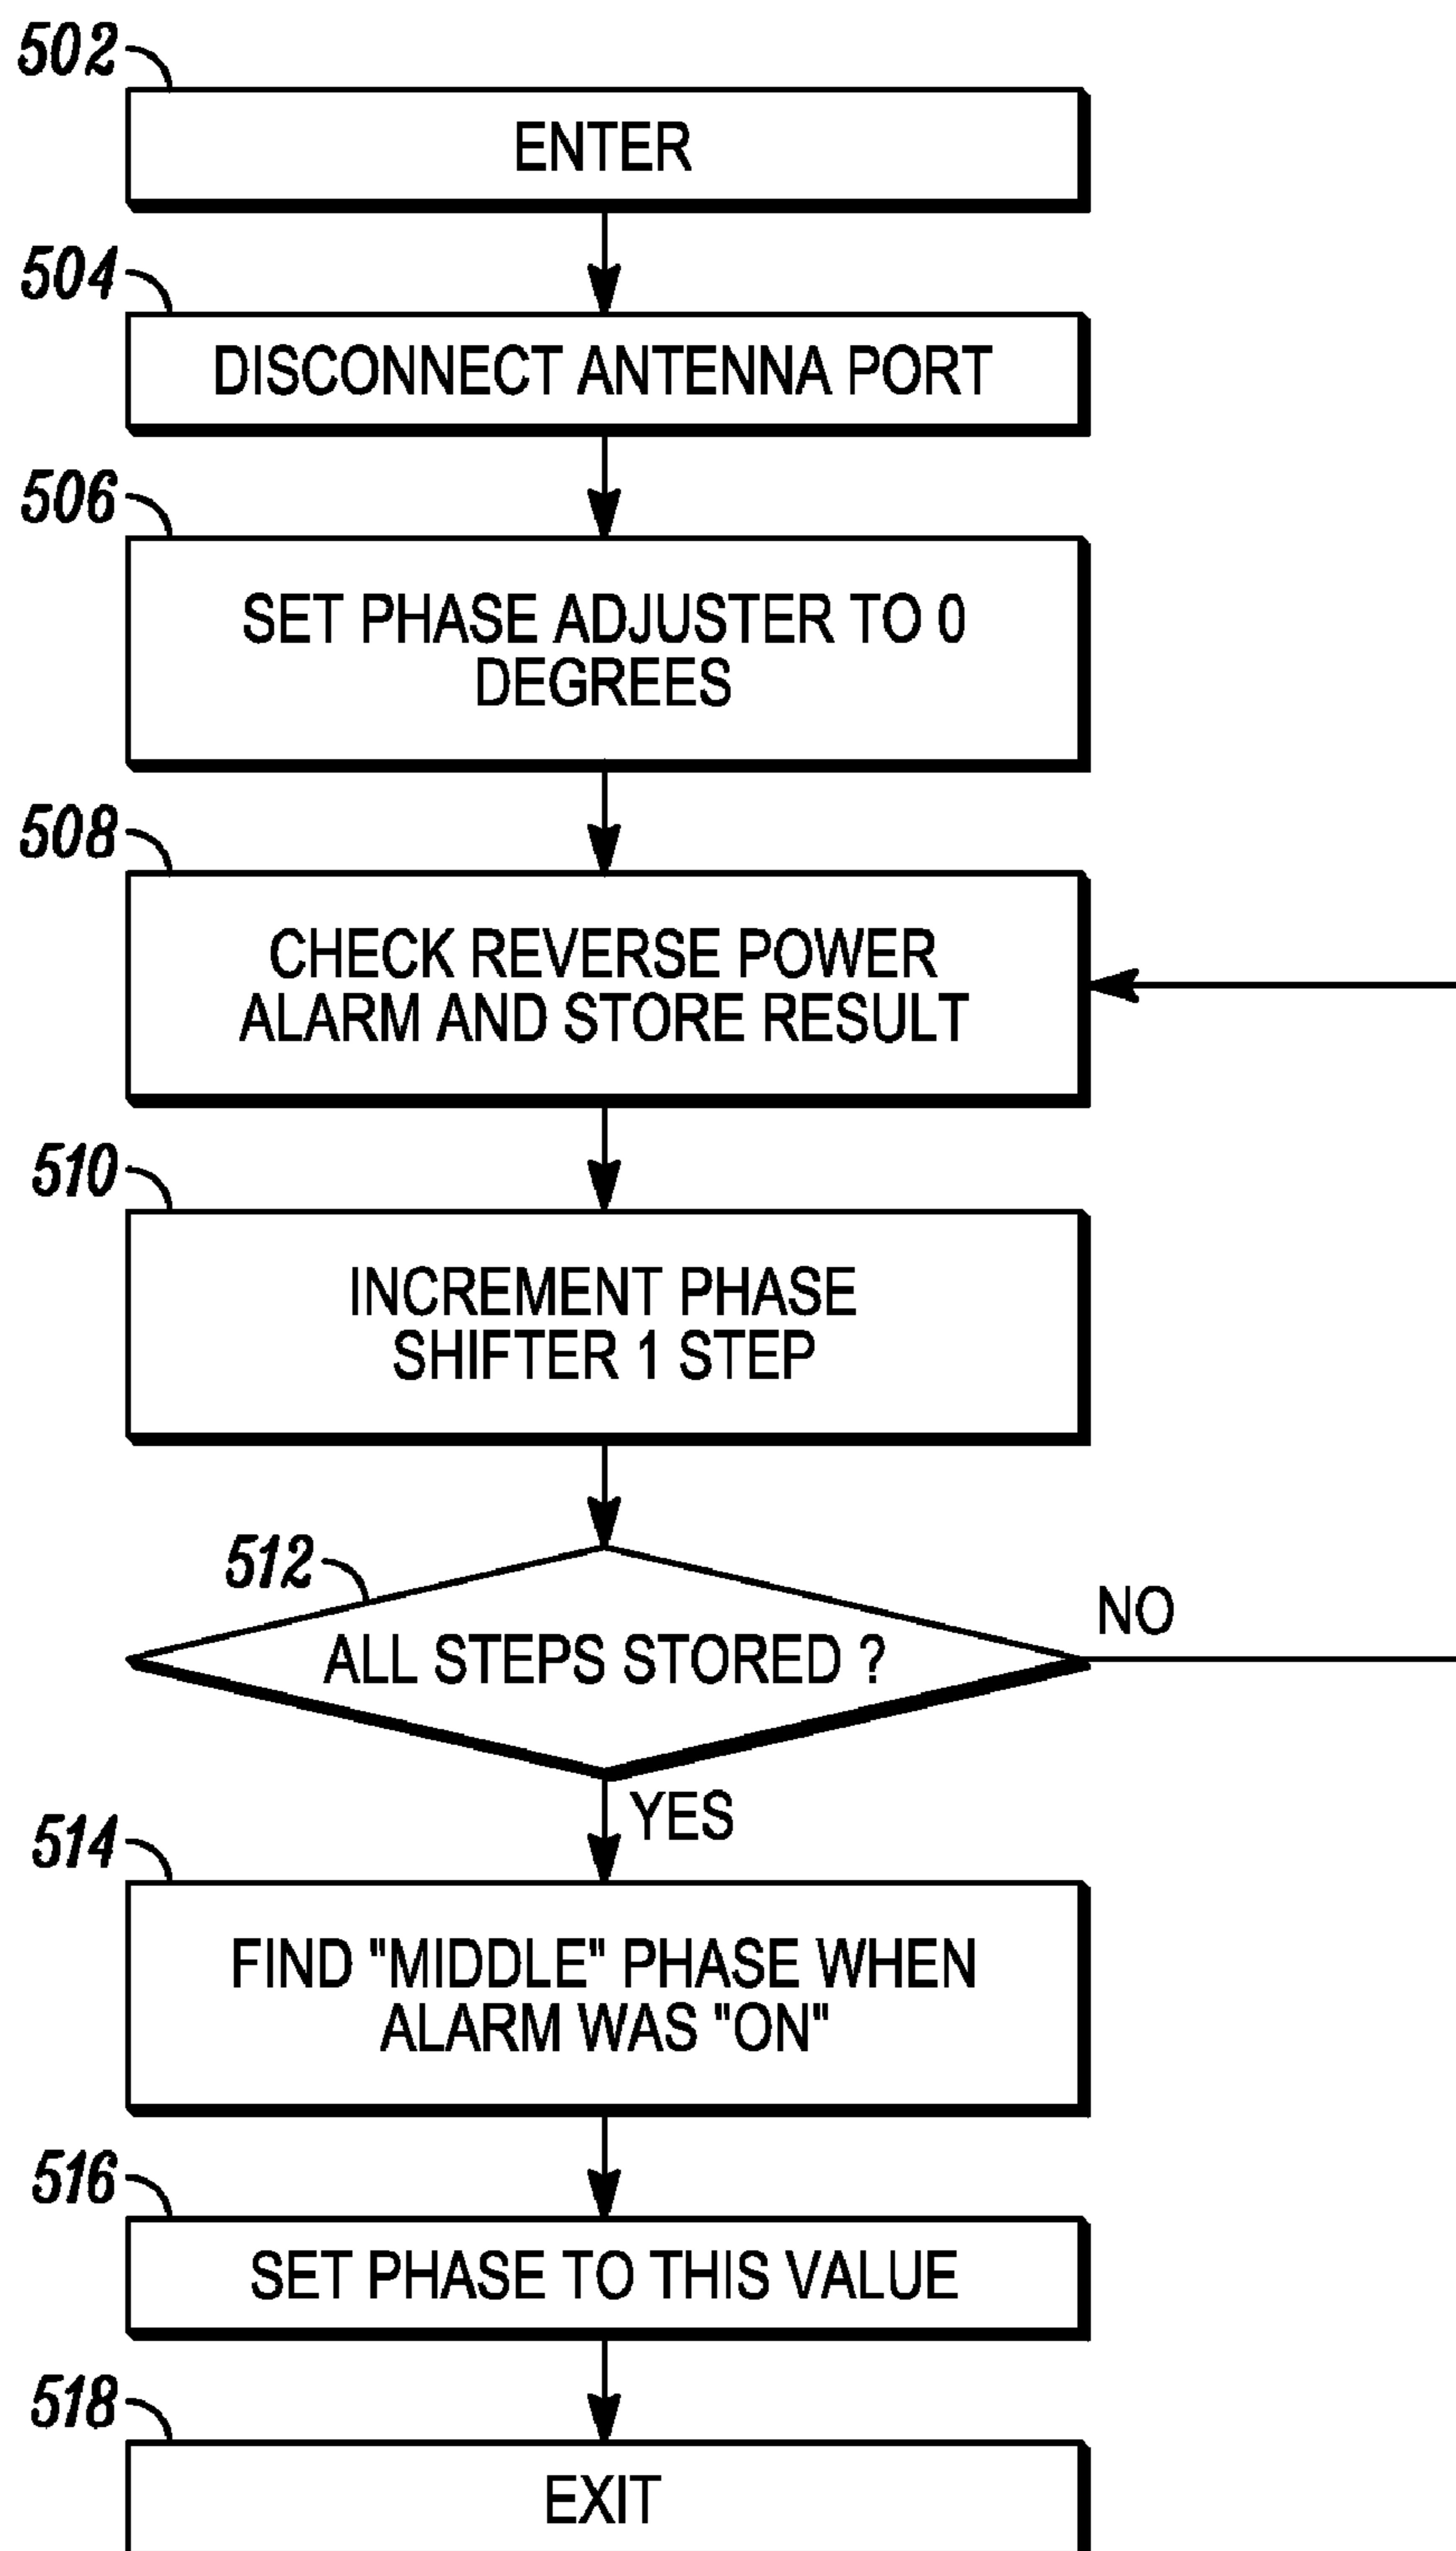 502
ENTER
504
DISCONNECT ANTENNA PORT
506
SET PHASE ADJUSTER TO 0
DEGREES
508
CHECK REVERSE POWER
ALARM AND STORE RESULT
510
INCREMENT PHASE
SHIFTER 1 STEP
512
ALL STEPS STORED ?
NO
YES
514
FIND "MIDDLE" PHASE WHEN
ALARM WAS "ON"
516
SET PHASE TO THIS VALUE
518
EXIT